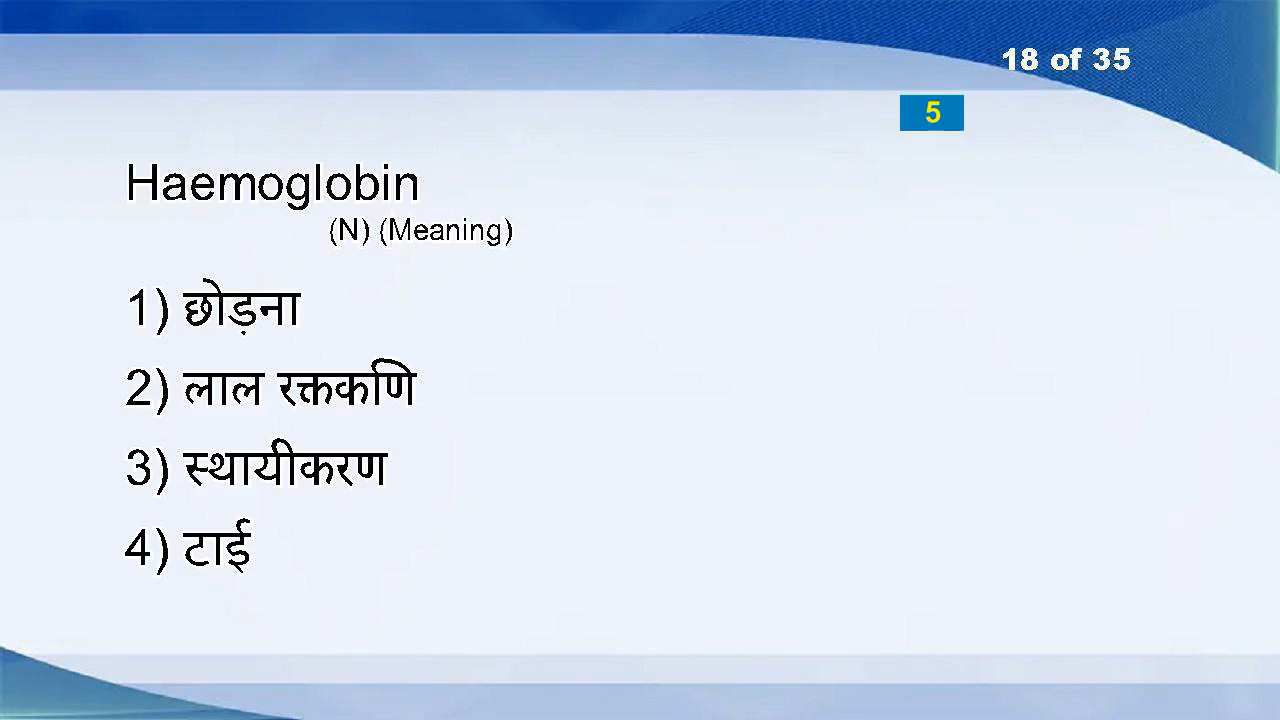 18 of 35
5
Haemoglobin
(N) (Meaning)
1) छोड़ना
2) लाल रक्तकणि
3) स्थायीकरण
4) टाई